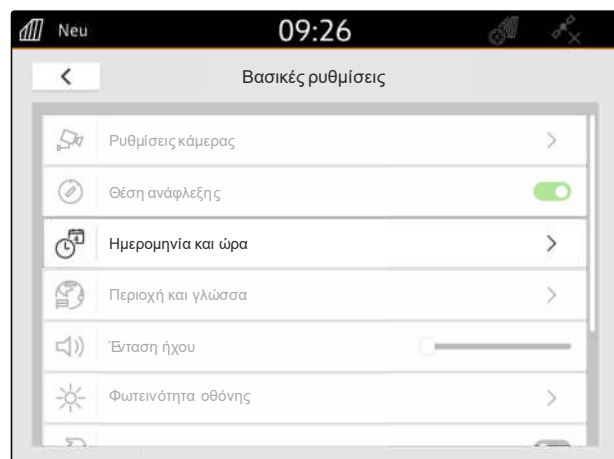 Neu
09:26
Βασικές ρυθμίσεις
Ρυθμίσεις κάμερας
Θέση ανάφλεξης
Ημερομηνία και ώρα
Περιοχή και γλώσσα
Ένταση ήχου
Φωτεινότητα οθόνης